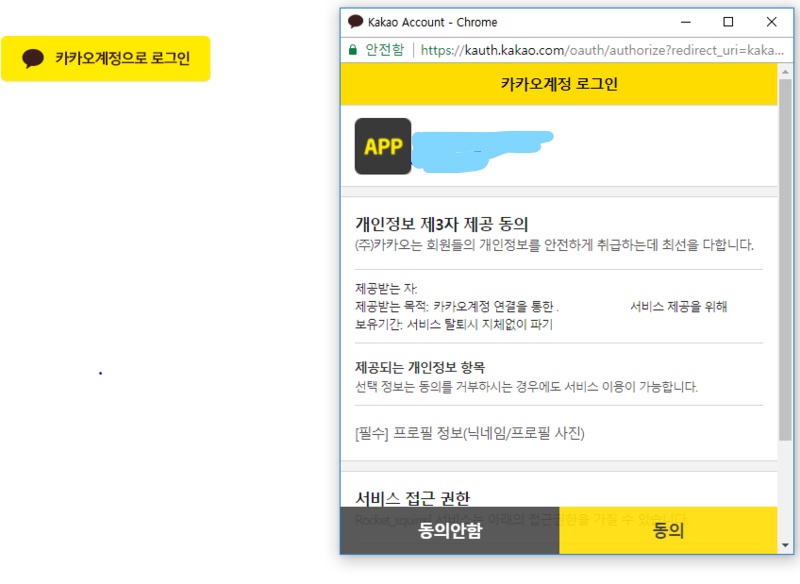 카카오계정으로 로그인
Kakao Account - Chrome
안전함 | https://kauth.kakao.com/oauth/authorize?redirect_uri=kaka...
카카오계정 로그인
APP
개인정보 제3자 제공 동의
(주)카카오는 회원들의 개인정보를 안전하게 취급하는데 최선을 다합니다.
제공받는 자:
제공받는 목적: 카카오계정 연결을 통한 . 서비스 제공을 위해
보유기간: 서비스 탈퇴시 지체없이 파기
제공되는 개인정보 항목
선택 정보는 동의를 거부하시는 경우에도 서비스 이용이 가능합니다.
[필수] 프로필 정보(닉네임/프로필 사진)
서비스 접근 권한
서비스는 아래의 접근권한을 가질 수 있습니다.
동의안함
동의